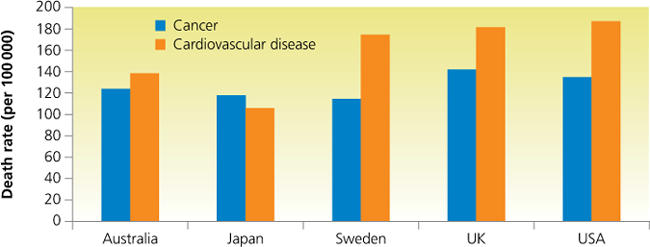 Death rate (per 100 000)
200
180
160
140
120
100
80
60
40
20
0
Cancer
Cardiovascular disease
Australia
Japan
Sweden
UK
USA